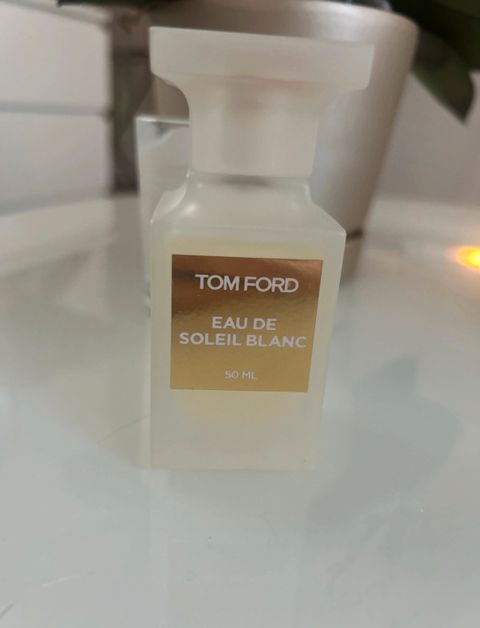 TOM FORD
EAU DE
SOLEIL BLANC
50 ML